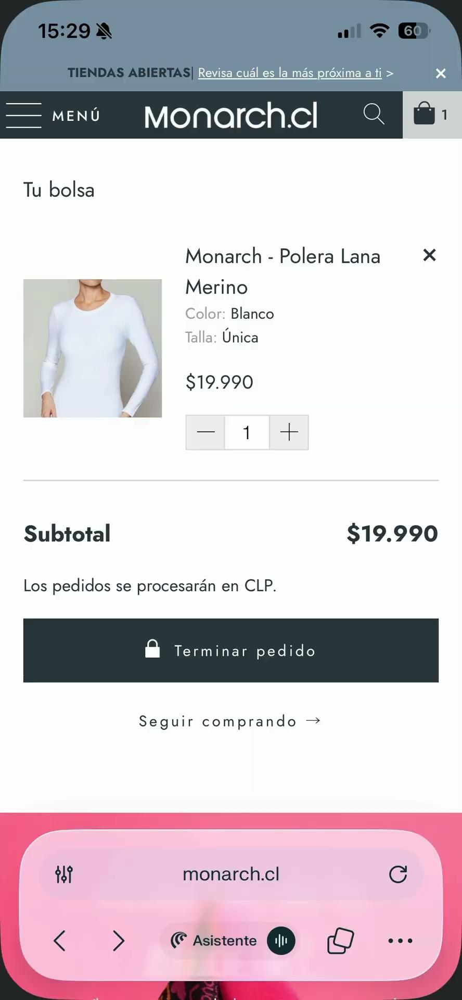 15:29
60
TIENDAS ABIERTAS| Revisa cuál es la más próxima a ti >
MENÚ
Monarch.cl
1
Tu bolsa
Monarch - Polera Lana
Merino
Color: Blanco
Talla: Única
$19.990
1
Subtotal
$19.990
Los pedidos se procesarán en CLP.
Terminar pedido
Seguir comprando →
monarch.cl
Asistente